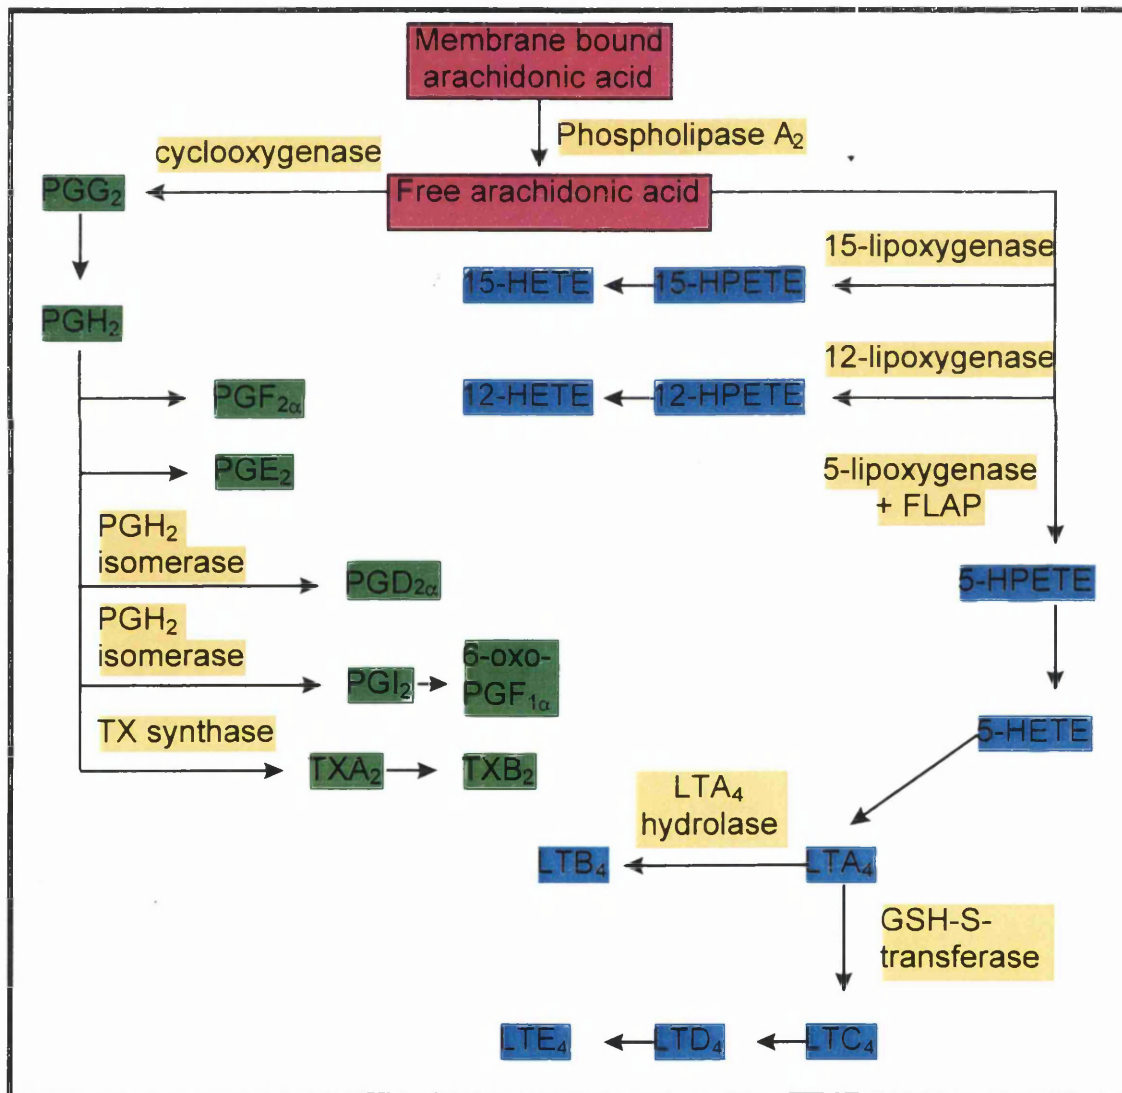 Membrane bound
arachidonic acid
Phospholipase A₂
cyclooxygenase
PGG₂
Free arachidonic acid
15-lipoxygenase
15-HETE
15-HPETE
PGH₂
12-lipoxygenase
12-HETE
12-HPETE
PGF₂α
PGE₂
5-lipoxygenase
+ FLAP
PGH₂
isomerase
PGD₂α
5-HPETE
PGH₂
isomerase
PGI₂
6-oxo-
PGF₁α
TX synthase
5-HETE
TXA₂
TXB₂
LTA₄
hydrolase
LTB₄
LTA₄
GSH-S-
transferase
LTE₄
LTD₄
LTC₄